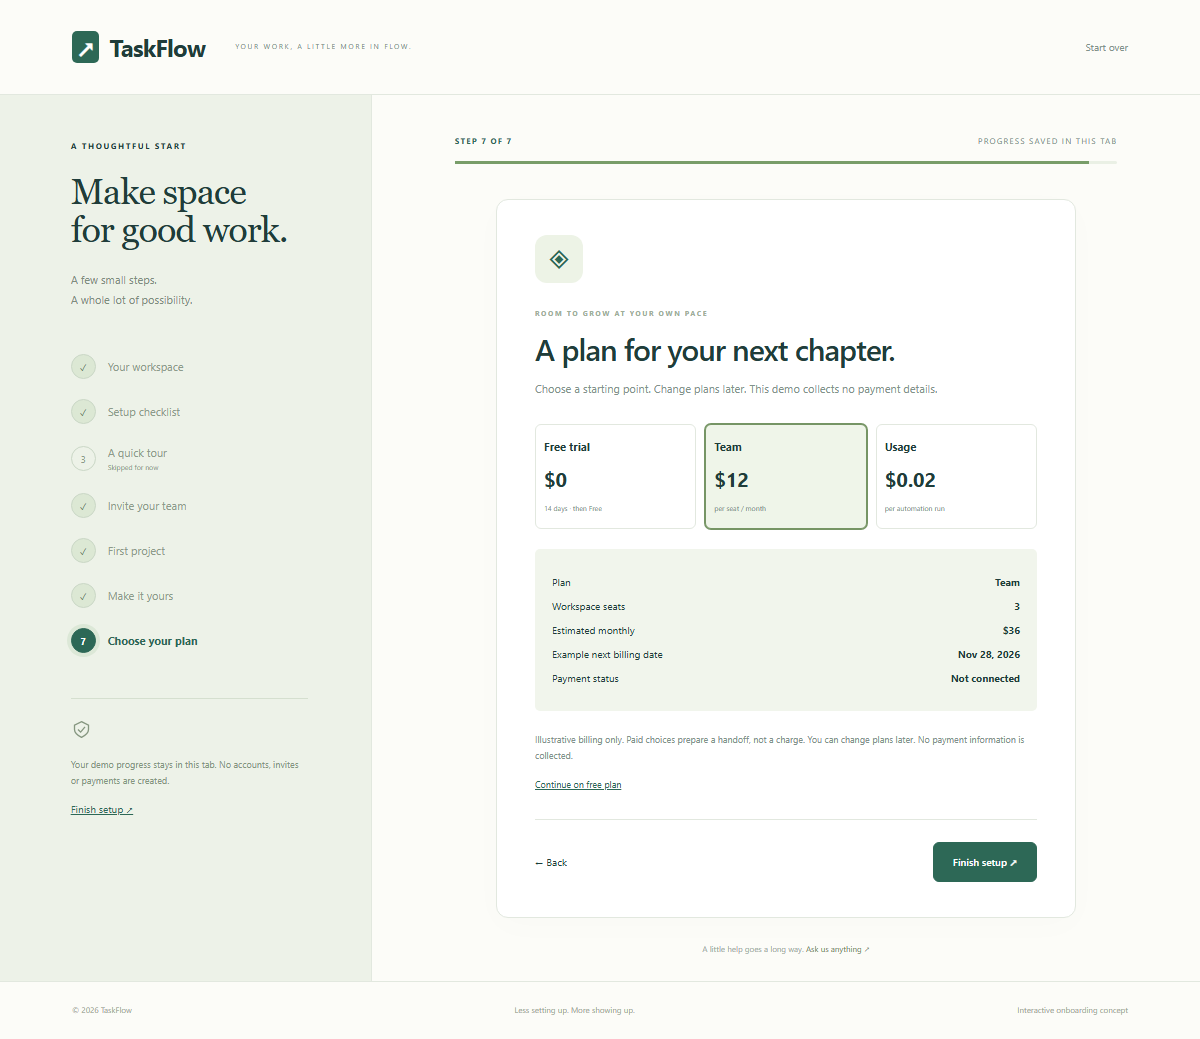 TaskFlow
YOUR WORK, A LITTLE MORE IN FLOW.
Start over
A THOUGHTFUL START
Make space
for good work.
A few small steps.
A whole lot of possibility.
✓ Your workspace
✓ Setup checklist
3 A quick tour
Skipped for now
✓ Invite your team
✓ First project
✓ Make it yours
7 Choose your plan
Your demo progress stays in this tab. No accounts, invites
or payments are created.
Finish setup ↗
STEP 7 OF 7
PROGRESS SAVED IN THIS TAB
ROOM TO GROW AT YOUR OWN PACE
A plan for your next chapter.
Choose a starting point. Change plans later. This demo collects no payment details.
Free trial
$0
14 days · then Free
Team
$12
per seat / month
Usage
$0.02
per automation run
Plan Team
Workspace seats 3
Estimated monthly $36
Example next billing date Nov 28, 2026
Payment status Not connected
Illustrative billing only. Paid choices prepare a handoff, not a charge. You can change plans later. No payment information is
collected.
Continue on free plan
← Back
Finish setup ↗
A little help goes a long way. Ask us anything ↗
© 2026 TaskFlow
Less setting up. More showing up.
Interactive onboarding concept